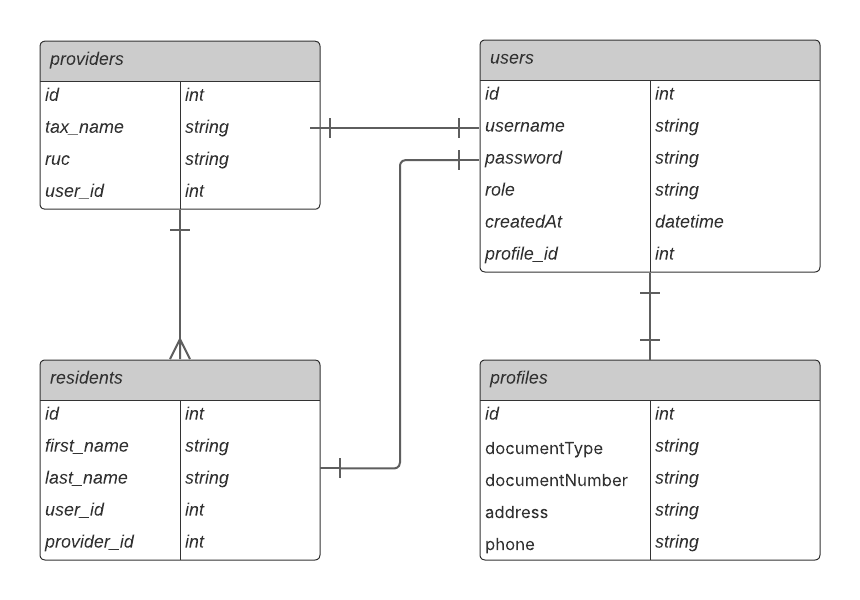 providers
id int
tax_name string
ruc string
user_id int
users
id int
username string
password string
role string
createdAt datetime
profile_id int
residents
id int
first_name string
last_name string
user_id int
provider_id int
profiles
id int
documentType string
documentNumber string
address string
phone string